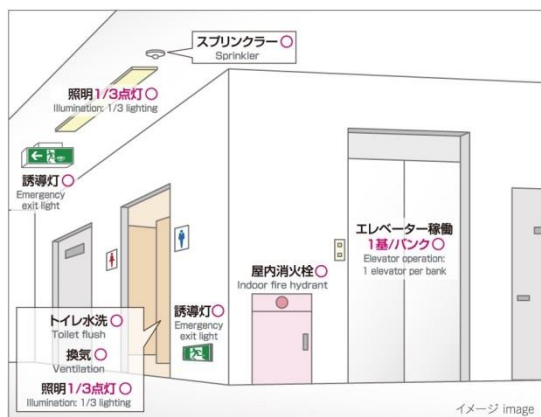 スプリンクラー○
Sprinkler
照明1/3点灯○
Illumination: 1/3 lighting
誘導灯○
Emergency
exit light
エレベーター稼働
1基/バンク○
Elevator operation:
1 elevator per bank
屋内消火栓○
Indoor fire hydrant
誘導灯○
Emergency
exit light
トイレ水洗○
Toilet flush
換気○
Ventilation
照明1/3点灯○
Illumination: 1/3 lighting
イメージ image